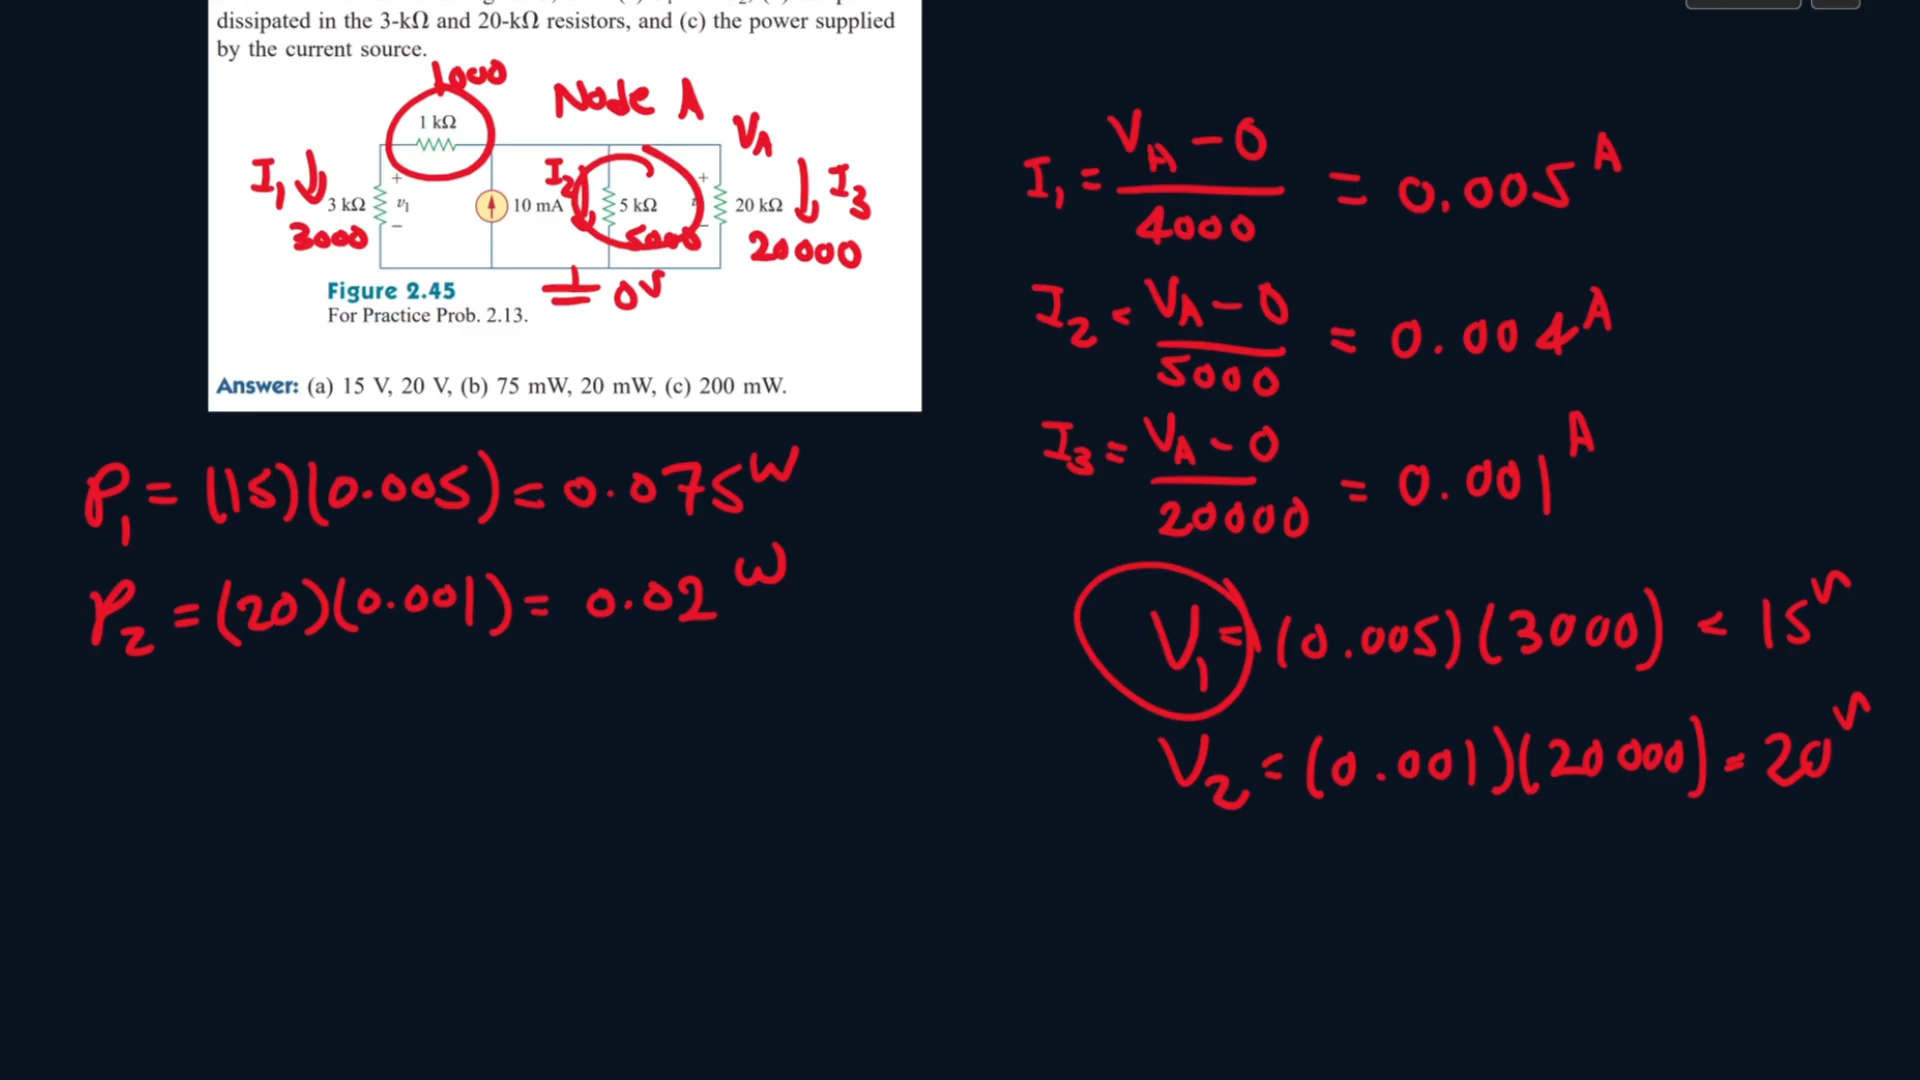 dissipated in the 3-kΩ and 20-kΩ resistors, and (c) the power supplied
by the current source.
1000
Node A
1 kΩ
VA
I1
I2
I3
+
+
3 kΩ
v1
10 mA
5 kΩ
20 kΩ
−
−
3000
5000
20000
0V
Figure 2.45
For Practice Prob. 2.13.
Answer: (a) 15 V, 20 V, (b) 75 mW, 20 mW, (c) 200 mW.
P1 = (15)(0.005) = 0.075 W
P2 = (20)(0.001) = 0.02 W
I1 = VA − 0 / 4000 = 0.005 A
I2 = VA − 0 / 5000 = 0.004 A
I3 = VA − 0 / 20000 = 0.001 A
V1 = (0.005)(3000) = 15 V
V2 = (0.001)(20000) = 20 V